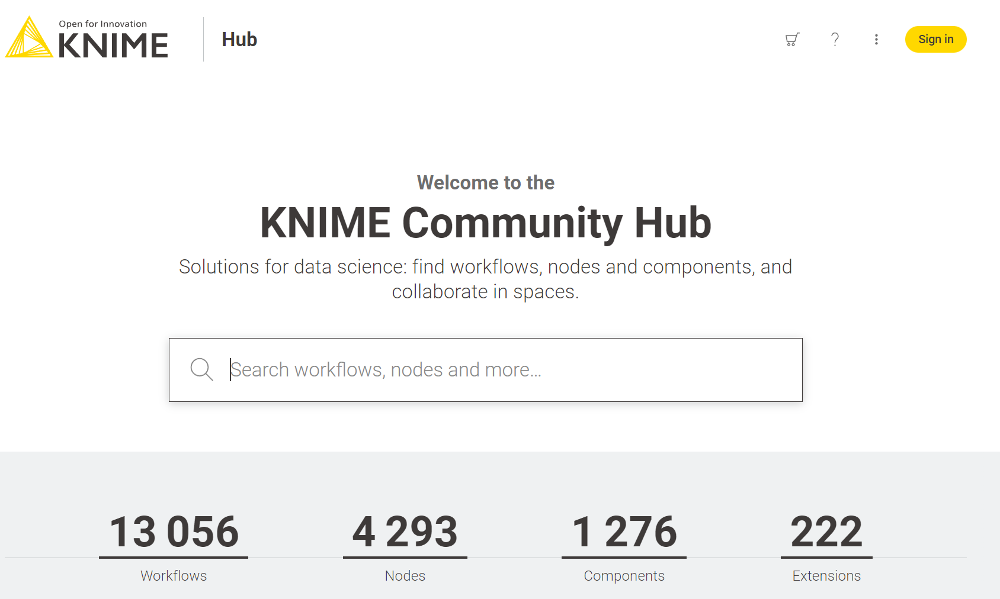 Open for Innovation
KNIME
Hub
?
Sign in
Welcome to the
KNIME Community Hub
Solutions for data science: find workflows, nodes and components, and
collaborate in spaces.
Search workflows, nodes and more...
13 056
4 293
1 276
222
Workflows
Nodes
Components
Extensions